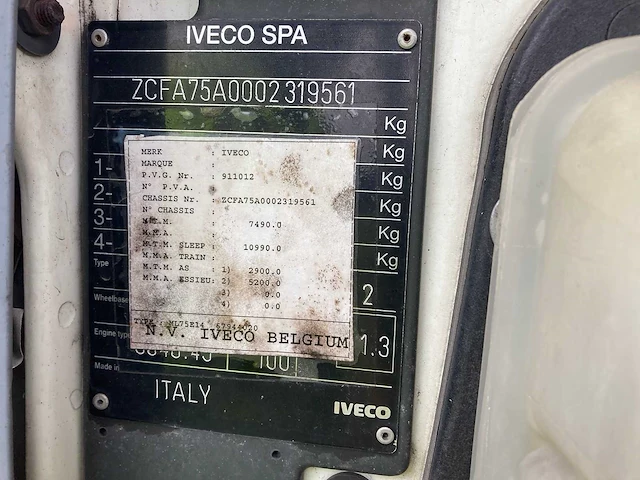 IVECO SPA
ZCFA75A0002319561
Kg
1- Kg
2- Kg
3- Kg
4- Kg
Type Kg
MERK : IVECO
MARQUE :
P.V.G. Nr. : 911012
N° P.V.A. :
CHASSIS Nr. : ZCFA75A0002319561
N° CHASSIS :
M.T.M. : 7490.0
M.M.A. :
M.T.M. SLEEP : 10990.0
M.M.A. TRAIN :
M.T.M AS : 1) 2900.0
M.M.A. ESSIEU: 2) 5200.0
3) 0.0
4) 0.0
N.V. IVECO BELGIUM
Wheelbase 2
Engine type 1.3
100
Made in
ITALY
IVECO